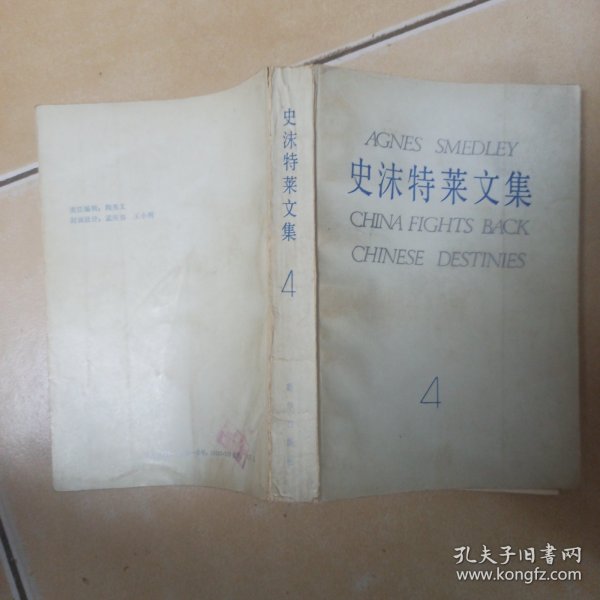 AGNES SMEDLEY
史沫特莱文集
CHINA FIGHTS BACK
CHINESE DESTINIES
4
史沫特莱文集
4
孔夫子旧书网
www.kongfz.com